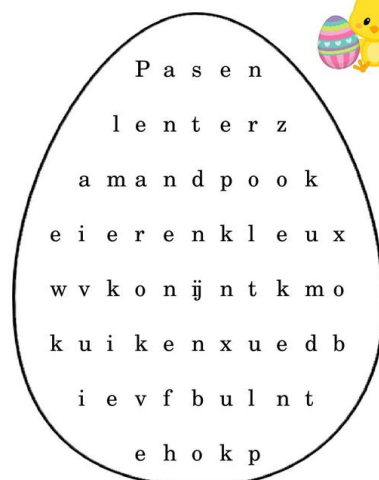 P a s e n
l e n t e r z
a m a n d p o o k
e i e r e n k l e u x
w v k o n ij n t k m o
k u i k e n x u e d b
i e v f b u l n t
e h o k p